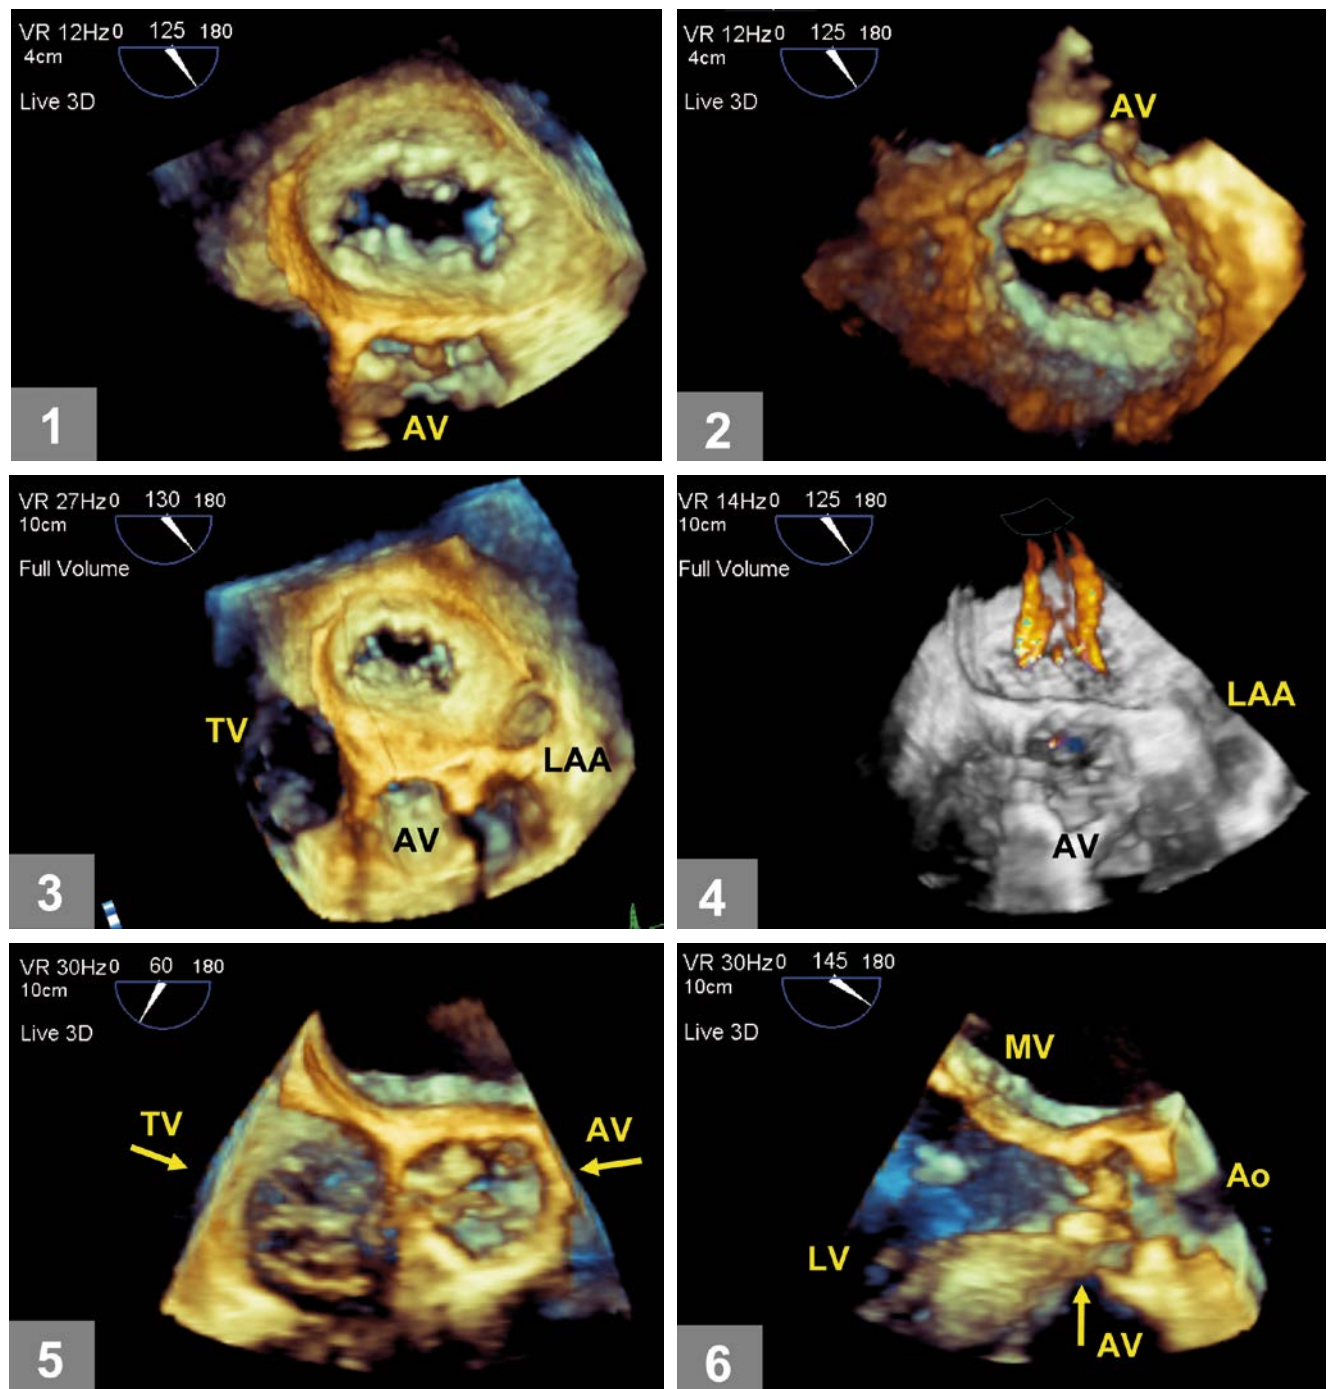 VR 12Hz 0 125 180
4cm
Live 3D
AV
1
VR 12Hz 0 125 180
4cm
Live 3D
AV
2
VR 27Hz 0 130 180
10cm
Full Volume
TV
LAA
AV
3
VR 14Hz 0 125 180
10cm
Full Volume
LAA
AV
4
VR 30Hz 0 60 180
10cm
Live 3D
TV
AV
5
VR 30Hz 0 145 180
10cm
Live 3D
MV
Ao
LV
AV
6